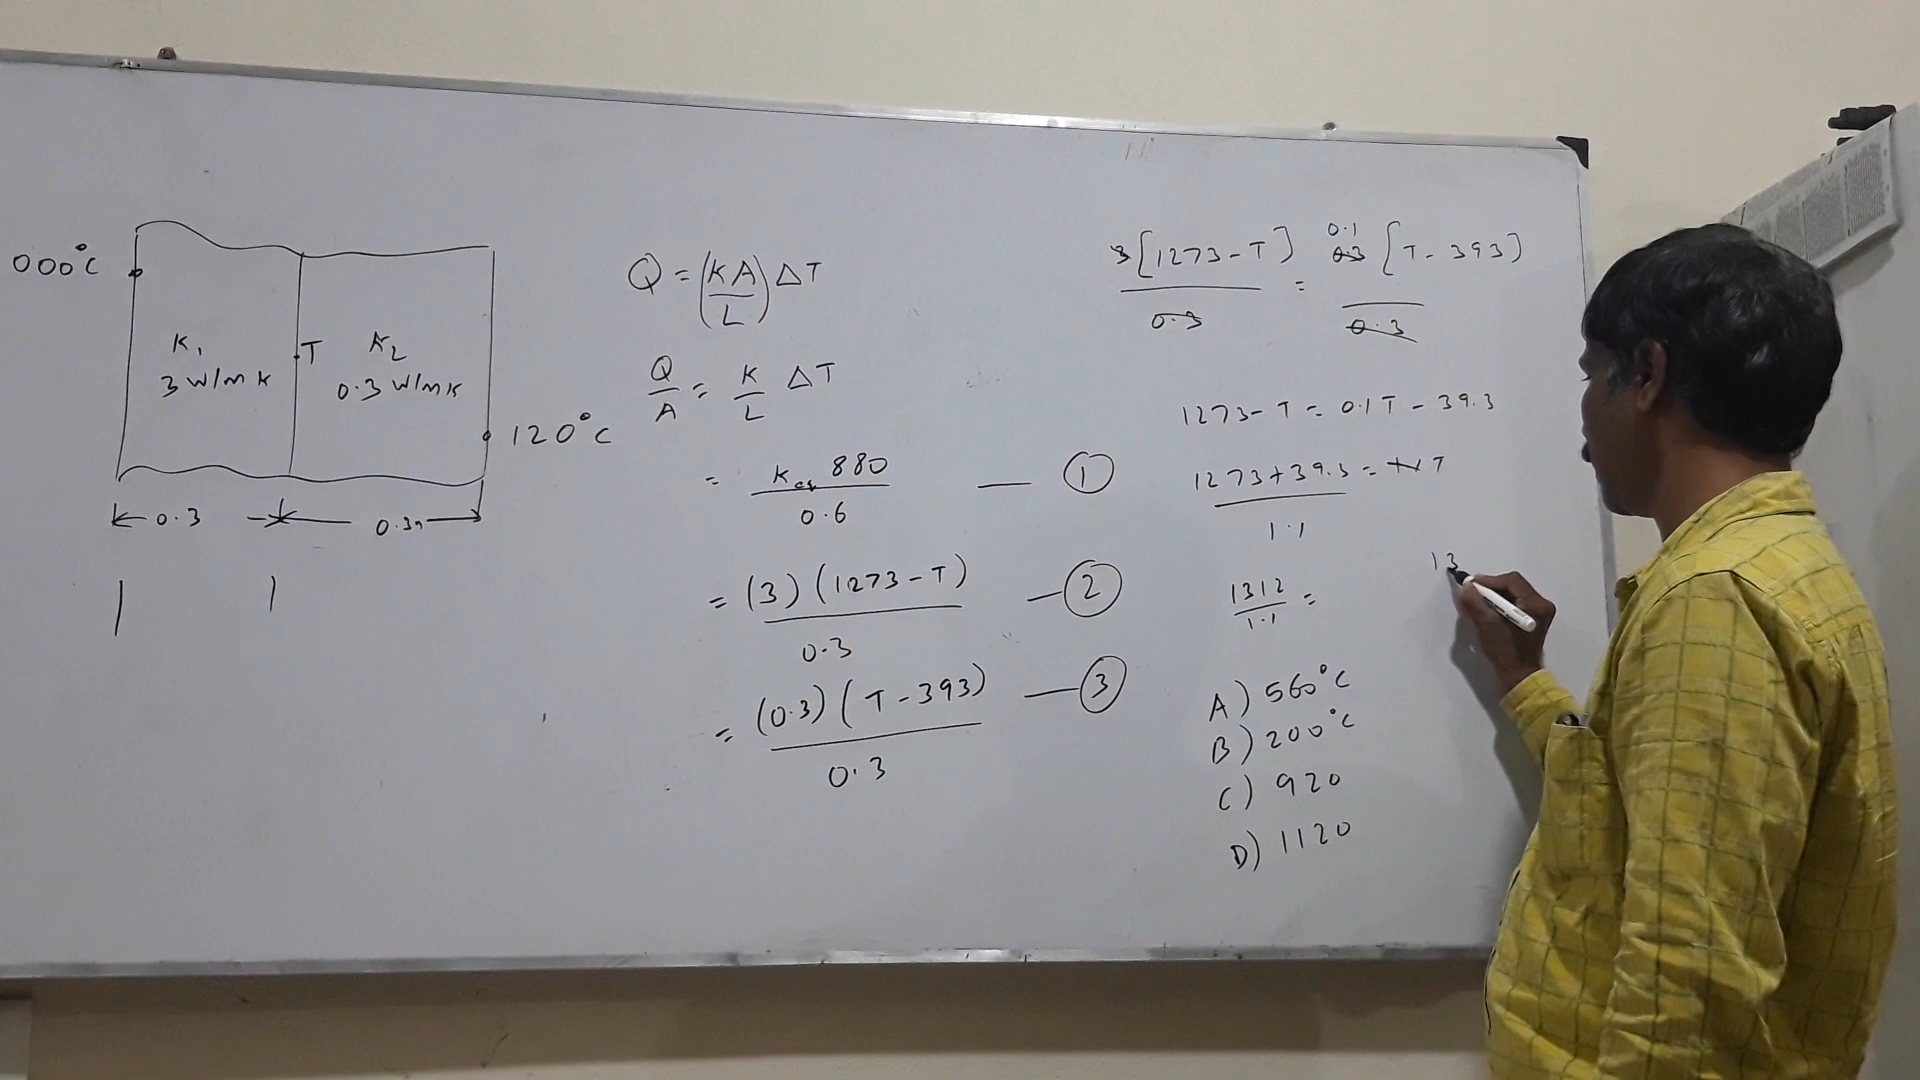 000°C
K₁
3 W/mK
T
K₂
0.3 W/mK
120°C
0.3
0.3m
Q = (KA/L) ΔT
Q/A = K/L ΔT
= Keq 880 / 0.6 — ①
= (3)(1273-T) / 0.3 — ②
= (0.3)(T-393) / 0.3 — ③
3[1273-T] / 0.3 = 0.1 0.3 [T-393] / 0.3
1273-T = 0.1T - 39.3
1273+39.3 / 1.1 = T
1312 / 1.1 =
13
A) 560°C
B) 200°C
C) 920
D) 1120